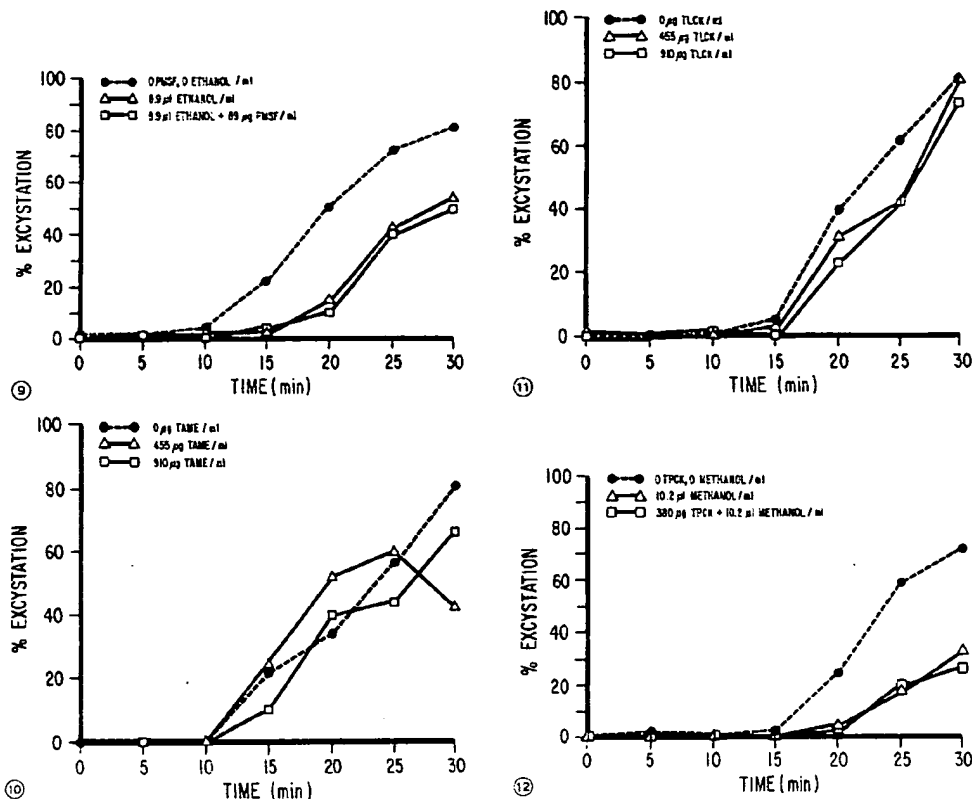 0 PMSF, 0 ETHANOL / ml
8.9 µl ETHANOL / ml
8.9 µl ETHANOL + 89 µg PMSF / ml
100
80
60
40
20
0
% EXCYSTATION
0 5 10 15 20 25 30
TIME (min)
9
0 µg TLCK / ml
455 µg TLCK / ml
910 µg TLCK / ml
100
80
60
40
20
0
% EXCYSTATION
0 5 10 15 20 25 30
TIME (min)
11
0 µg TAME / ml
455 µg TAME / ml
910 µg TAME / ml
100
80
60
40
20
0
% EXCYSTATION
0 5 10 15 20 25 30
TIME (min)
10
0 TPCK, 0 METHANOL / ml
10.2 µl METHANOL / ml
380 µg TPCK + 10.2 µl METHANOL / ml
100
80
60
40
20
0
% EXCYSTATION
0 5 10 15 20 25 30
TIME (min)
12